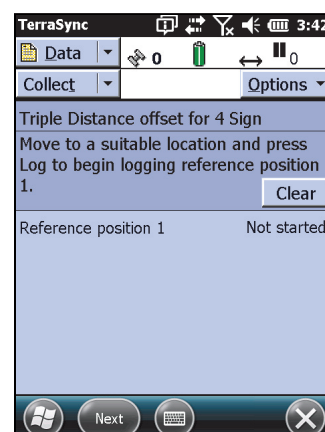 TerraSync 3:42
Data 0 0
Collect Options
Triple Distance offset for 4 Sign
Move to a suitable location and press
Log to begin logging reference position
1.
Clear
Reference position 1 Not started
Next